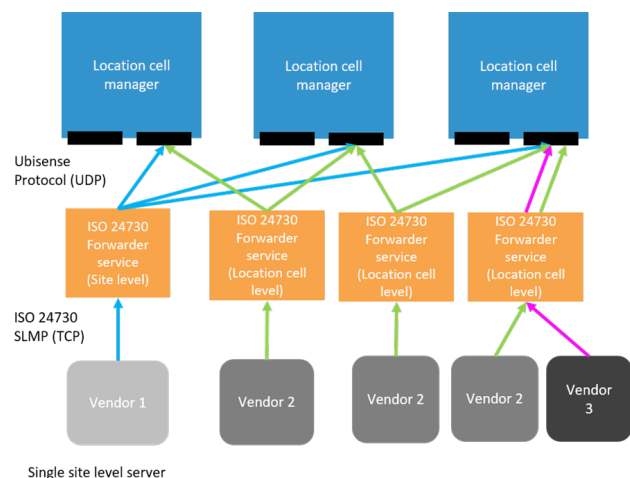 Location cell
manager
Location cell
manager
Location cell
manager
Ubisense
Protocol (UDP)
ISO 24730
Forwarder
service
(Site level)
ISO 24730
Forwarder
service
(Location cell
level)
ISO 24730
Forwarder
service
(Location cell
level)
ISO 24730
Forwarder
service
(Location cell
level)
ISO 24730
SLMP (TCP)
Vendor 1
Vendor 2
Vendor 2
Vendor 2
Vendor
3
Single site level server